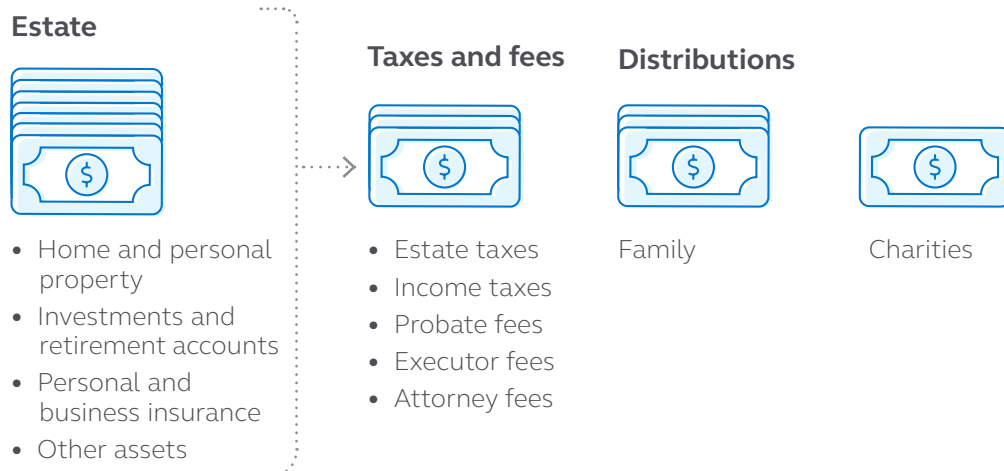 Estate
• Home and personal
property
• Investments and
retirement accounts
• Personal and
business insurance
• Other assets
Taxes and fees
$
$
• Estate taxes
• Income taxes
• Probate fees
• Executor fees
• Attorney fees
Distributions
$
Family
$
Charities